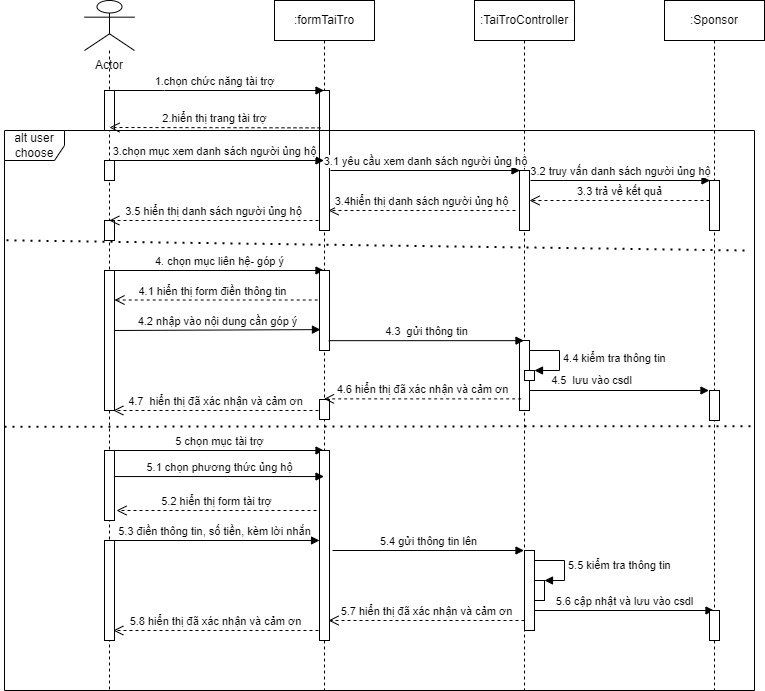 :formTaiTro
:TaiTroController
:Sponsor
Actor
1.chọn chức năng tài trợ
2.hiển thị trang tài trợ
alt user
choose
3.chọn mục xem danh sách người ủng hộ
3.1 yêu cầu xem danh sách người ủng hộ
3.2 truy vấn danh sách người ủng hộ
3.3 trả về kết quả
3.4hiển thị danh sách người ủng hộ
3.5 hiển thị danh sách người ủng hộ
4. chọn mục liên hệ- góp ý
4.1 hiển thị form điền thông tin
4.2 nhập vào nội dung cần góp ý
4.3 gửi thông tin
4.4 kiểm tra thông tin
4.5 lưu vào csdl
4.6 hiển thị đã xác nhận và cảm ơn
4.7 hiển thị đã xác nhận và cảm ơn
5 chọn mục tài trợ
5.1 chọn phương thức ủng hộ
5.2 hiển thị form tài trợ
5.3 điền thông tin, số tiền, kèm lời nhắn
5.4 gửi thông tin lên
5.5 kiểm tra thông tin
5.6 cập nhật và lưu vào csdl
5.7 hiển thị đã xác nhận và cảm ơn
5.8 hiển thị đã xác nhận và cảm ơn